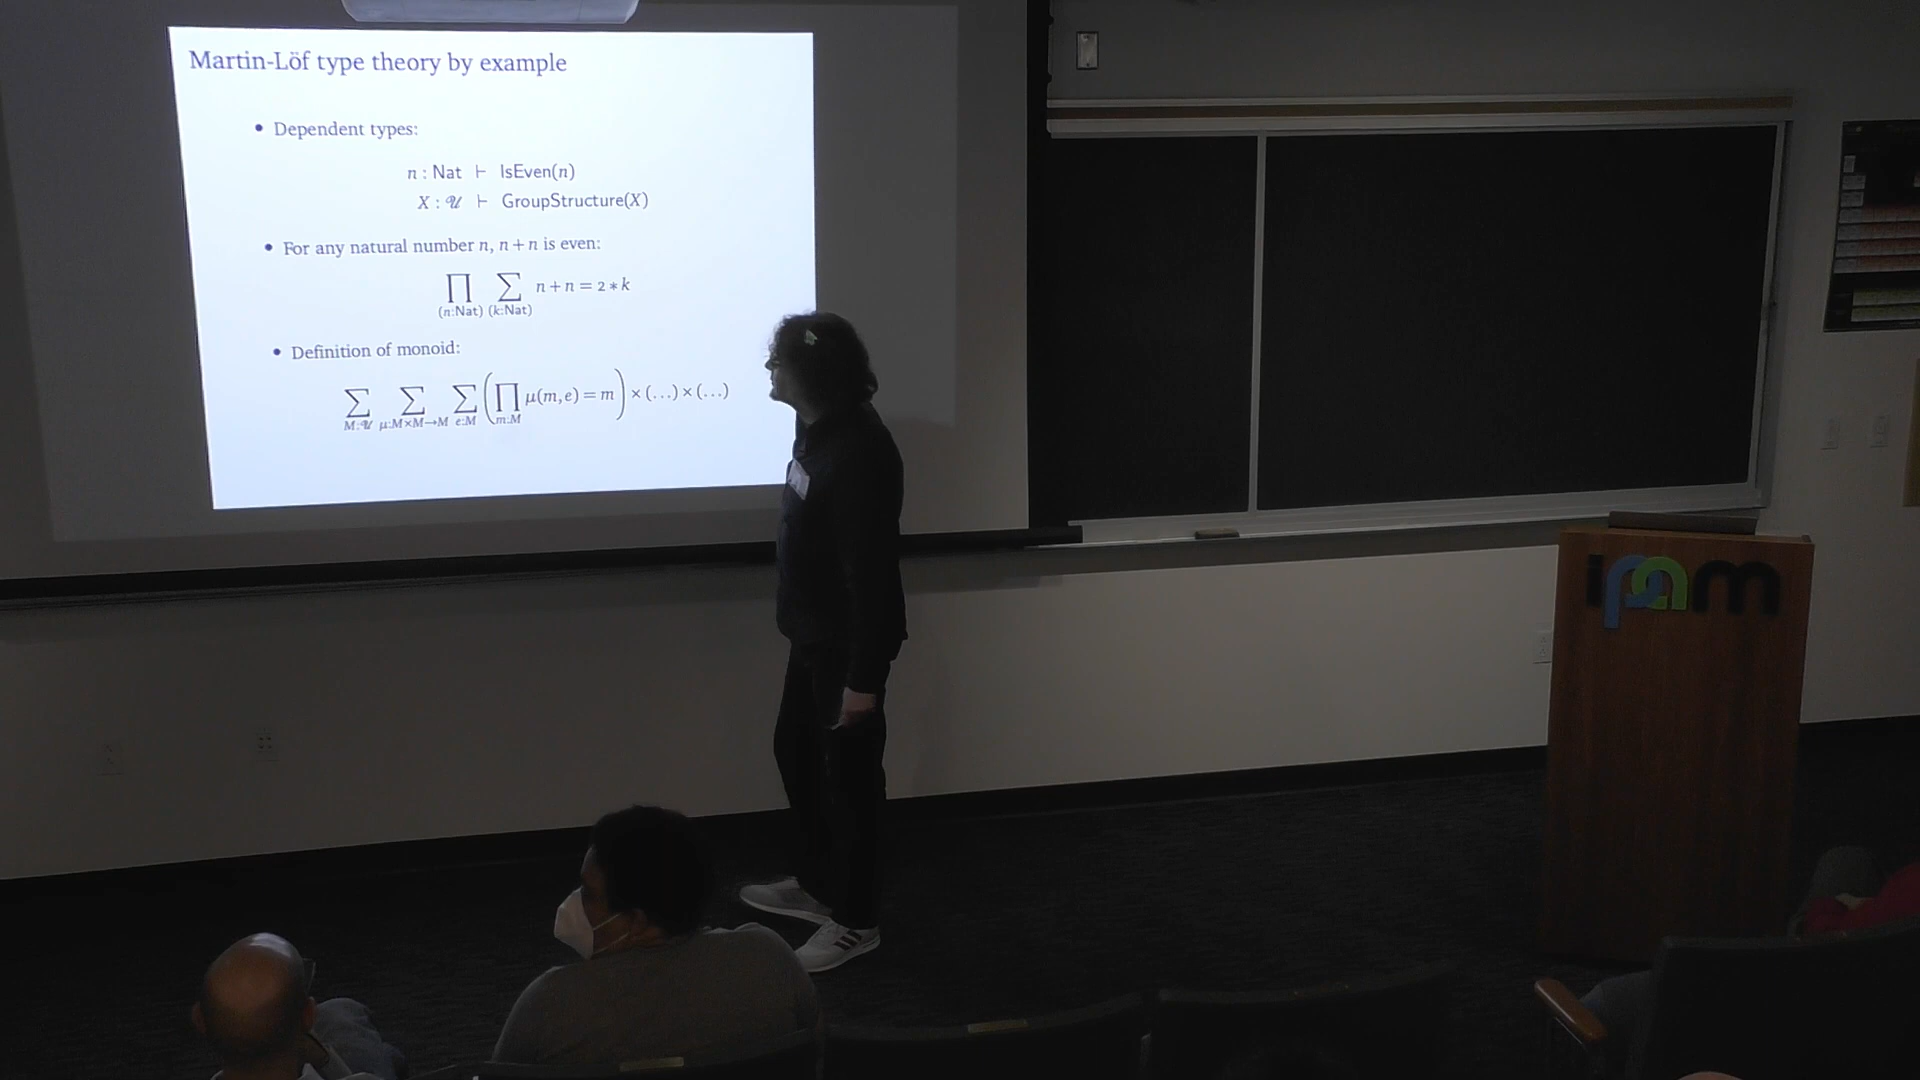 Martin-Löf type theory by example
• Dependent types:
n : Nat ⊢ IsEven(n)
X : 𝒰 ⊢ GroupStructure(X)
• For any natural number n, n + n is even:
∏ ∑ n + n = 2 ∗ k
(n:Nat) (k:Nat)
• Definition of monoid:
∑ ∑ ∑ (∏ μ(m,e) = m) × (...) × (...)
M:𝒰 μ:M×M→M e:M m:M
ipam